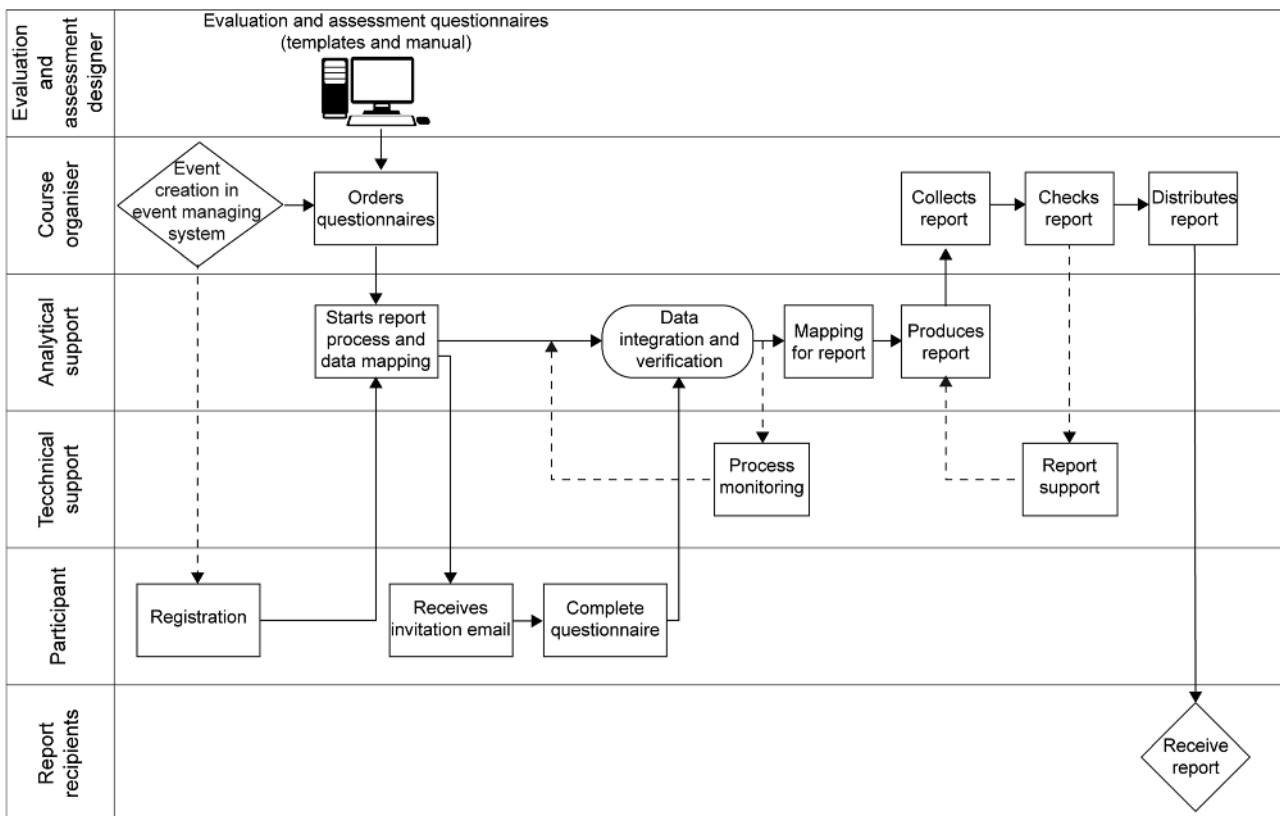 Evaluation
and
assessment
designer
Evaluation and assessment questionnaires
(templates and manual)
Course
organiser
Event
creation in
event managing
system
Orders
questionnaires
Collects
report
Checks
report
Distributes
report
Analytical
support
Starts report
process and
data mapping
Data
integration and
verification
Mapping
for report
Produces
report
Tecchnical
support
Process
monitoring
Report
support
Participant
Registration
Receives
invitation email
Complete
questionnaire
Report
recipients
Receive
report